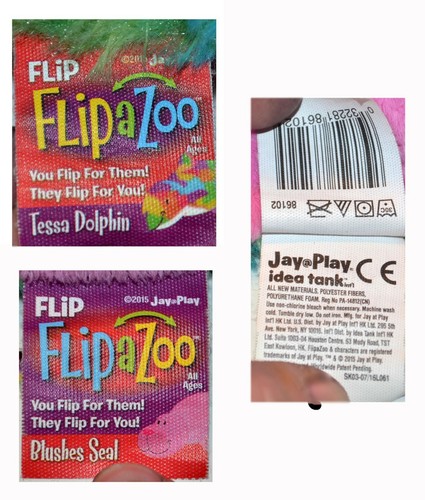 FLiP
©2015 Ja
FLipaZoo™
All
Ages
You Flip For Them!
They Flip For You!
Tessa Dolphin
FLiP
©2015 Jay@Play
FLipaZoo™
All
Ages
You Flip For Them!
They Flip For You!
Blushes Seal
86102
Jay@Play
idea tank Int'l
CE
ALL NEW MATERIALS, POLYESTER FIBERS,
POLYURETHANE FOAM. Reg No PA-14812(CN)
Use non-chlorine bleach when necessary. Machine wash
cold. Tumble dry low. Do not iron. Mfg. for Jay at Play
Int'l HK Ltd. U.S. Dist. by Jay at Play Int'l HK Ltd. 295 5th
Ave. New York, NY 10016. Int'l Dist. by Idea Tank Int'l HK
Ltd. Suite 1003-04 Houston Centre, 63 Mody Road, TST
East Kowloon, HK. FlipaZoo & characters are registered
trademarks of Jay at Play. ™ & © 2015 Jay at Play.
Worldwide Patent Pending.
SK03-07/16L061